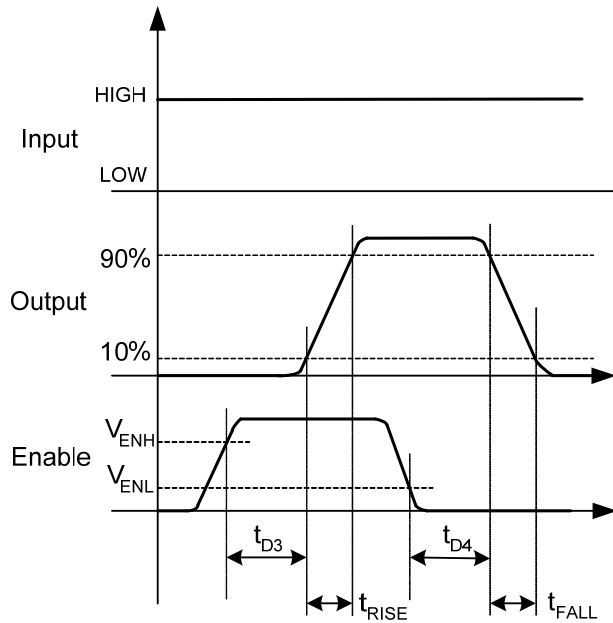 HIGH
Input
LOW
90%
Output
10%
VENH
Enable
VENL
tD3
tD4
tRISE
tFALL